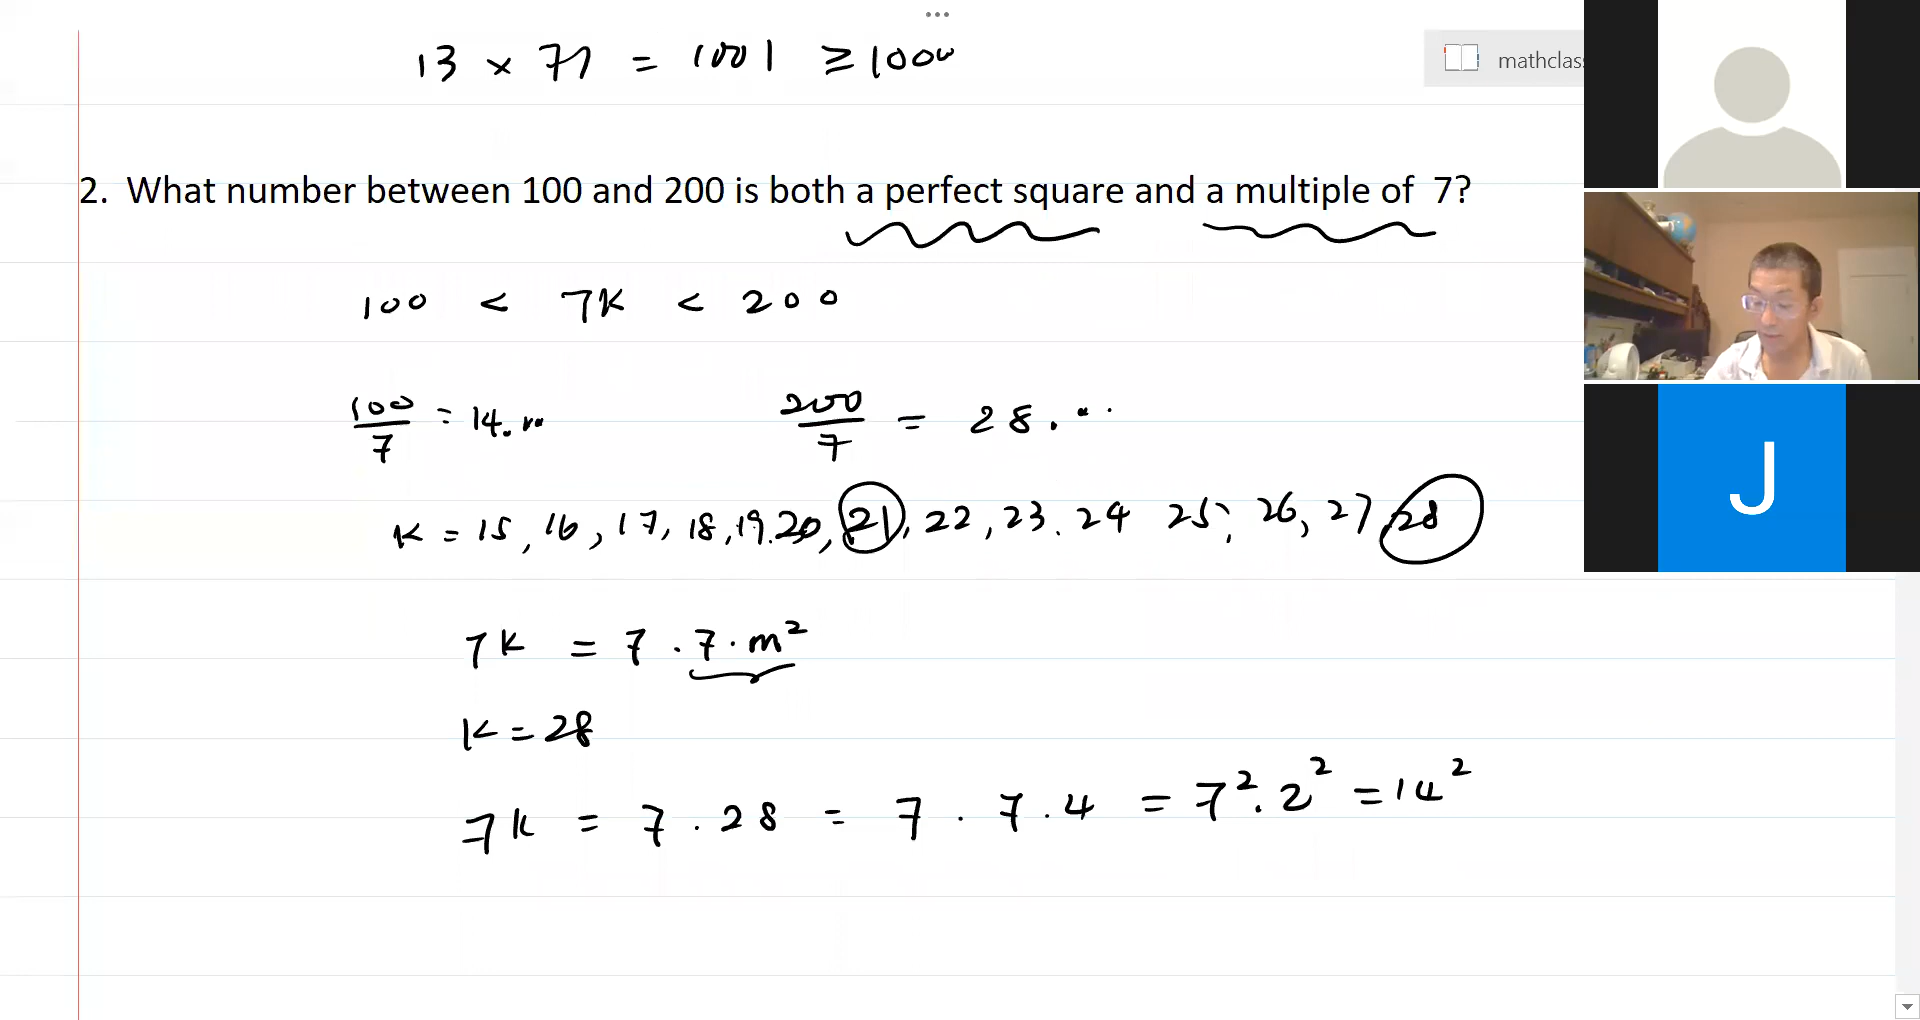 13 × 77 = 1001 ≥ 1000
mathclas
2. What number between 100 and 200 is both a perfect square and a multiple of 7?
100 < 7K < 200
100/7 = 14. ... 200/7 = 28. ...
K = 15, 16, 17, 18, 19. 20, 21, 22, 23. 24 25, 26, 27, 28
7K = 7 · 7 · m²
K = 28
7K = 7 · 28 = 7 · 7 · 4 = 7² · 2² = 14²
J